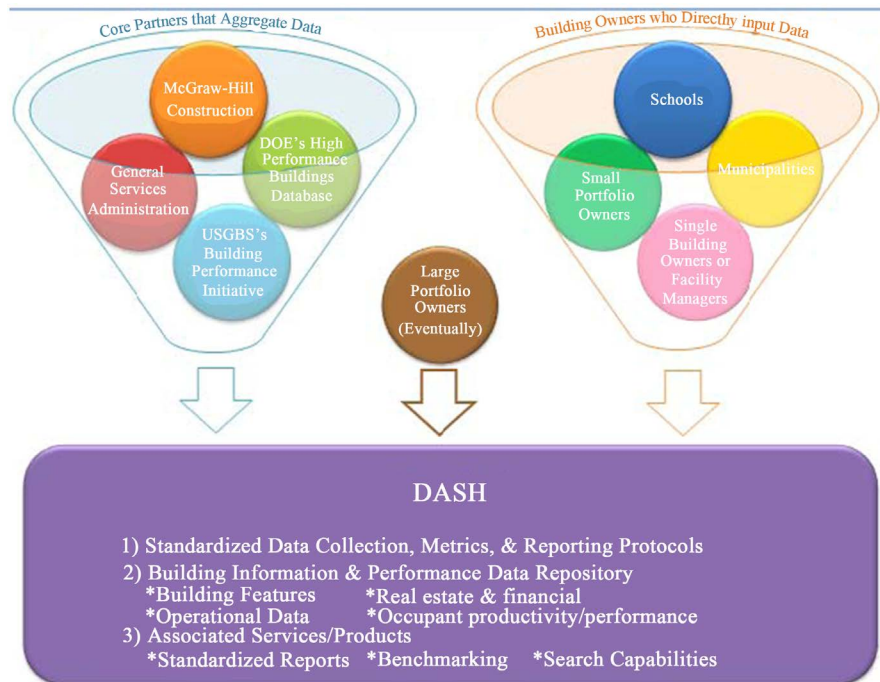 Core Partners that Aggregate Data
McGraw-Hill
Construction
General
Services
Administration
DOE's High
Performance
Buildings
Database
USGBS's
Building
Performance
Initiative
Large
Portfolio
Owners
(Eventually)
Building Owners who Directhy input Data
Schools
Small
Portfolio
Owners
Municipalities
Single
Building
Owners or
Facility
Managers
DASH
1) Standardized Data Collection, Metrics, & Reporting Protocols
2) Building Information & Performance Data Repository
*Building Features *Real estate & financial
*Operational Data *Occupant productivity/performance
3) Associated Services/Products
*Standardized Reports *Benchmarking *Search Capabilities